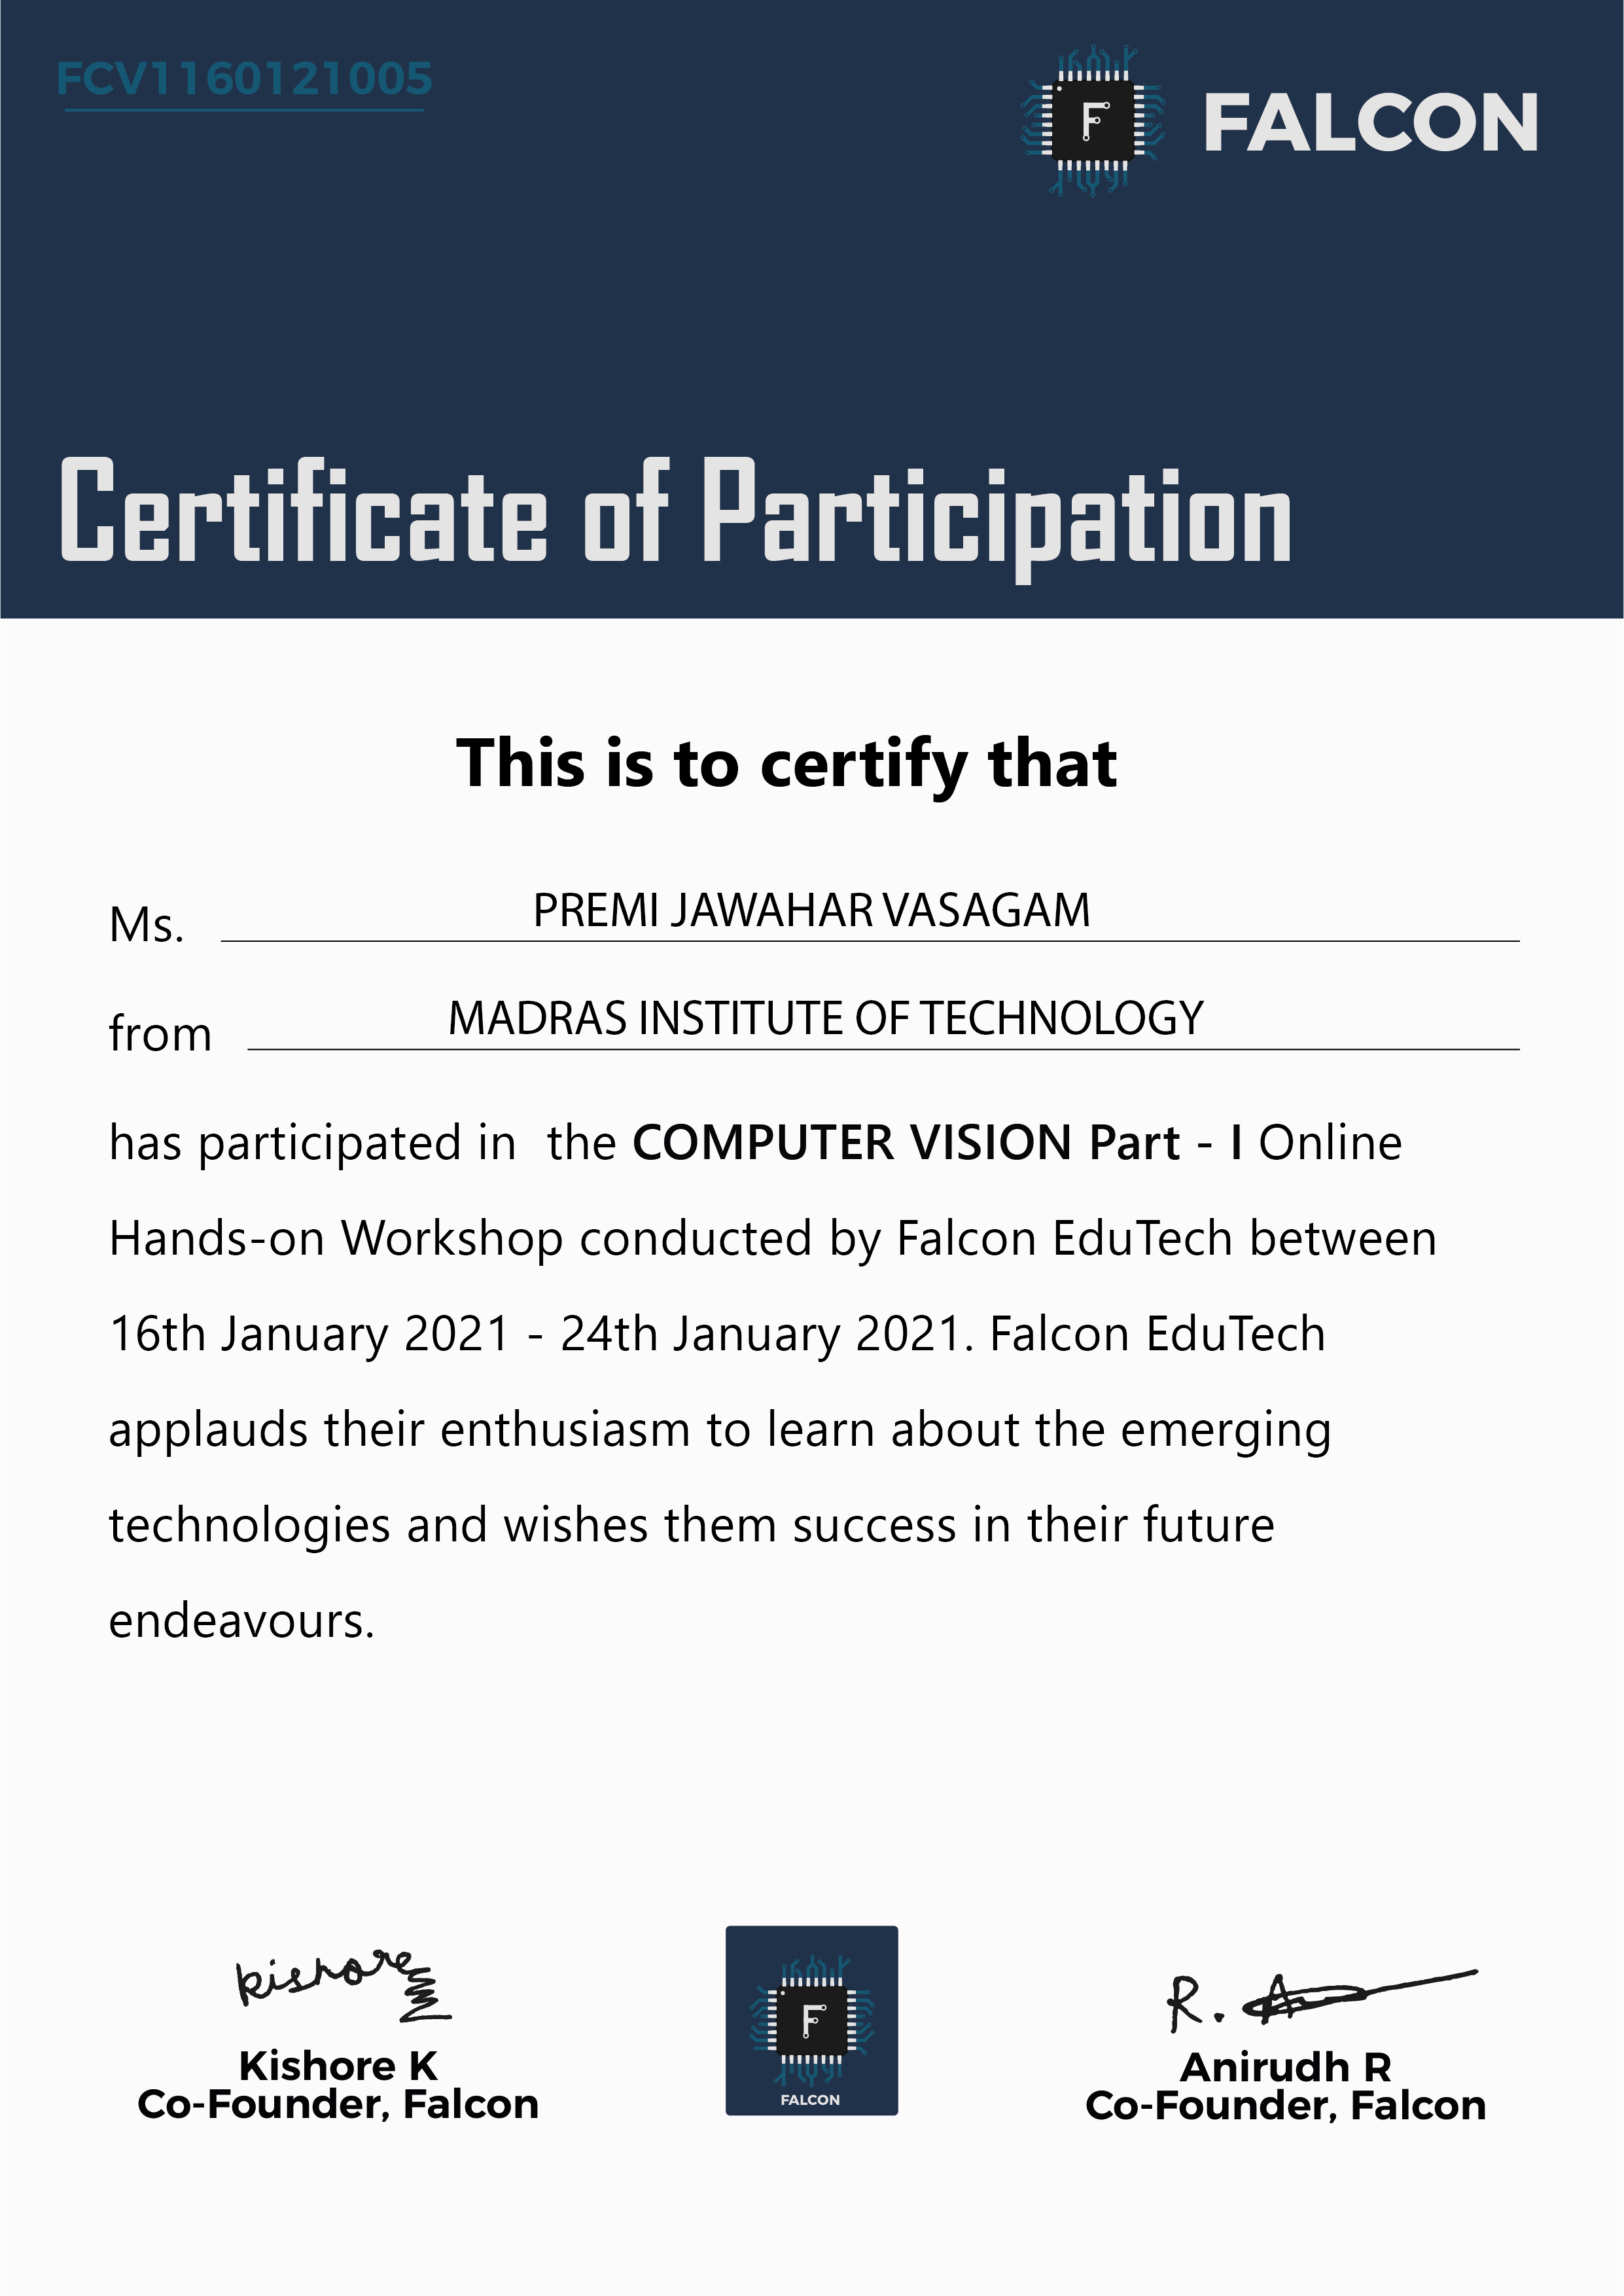 FCV1160121005
F
FALCON
Certificate of Participation
This is to certify that
Ms. PREMI JAWAHAR VASAGAM
from MADRAS INSTITUTE OF TECHNOLOGY
has participated in the COMPUTER VISION Part - I Online
Hands-on Workshop conducted by Falcon EduTech between
16th January 2021 - 24th January 2021. Falcon EduTech
applauds their enthusiasm to learn about the emerging
technologies and wishes them success in their future
endeavours.
kishore
R. A
Kishore K
Co-Founder, Falcon
F
FALCON
Anirudh R
Co-Founder, Falcon